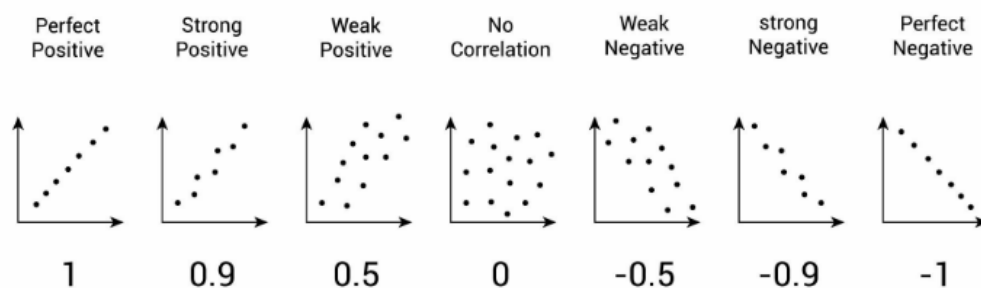 Perfect
Positive
Strong
Positive
Weak
Positive
No
Correlation
Weak
Negative
strong
Negative
Perfect
Negative
1
0.9
0.5
0
-0.5
-0.9
-1